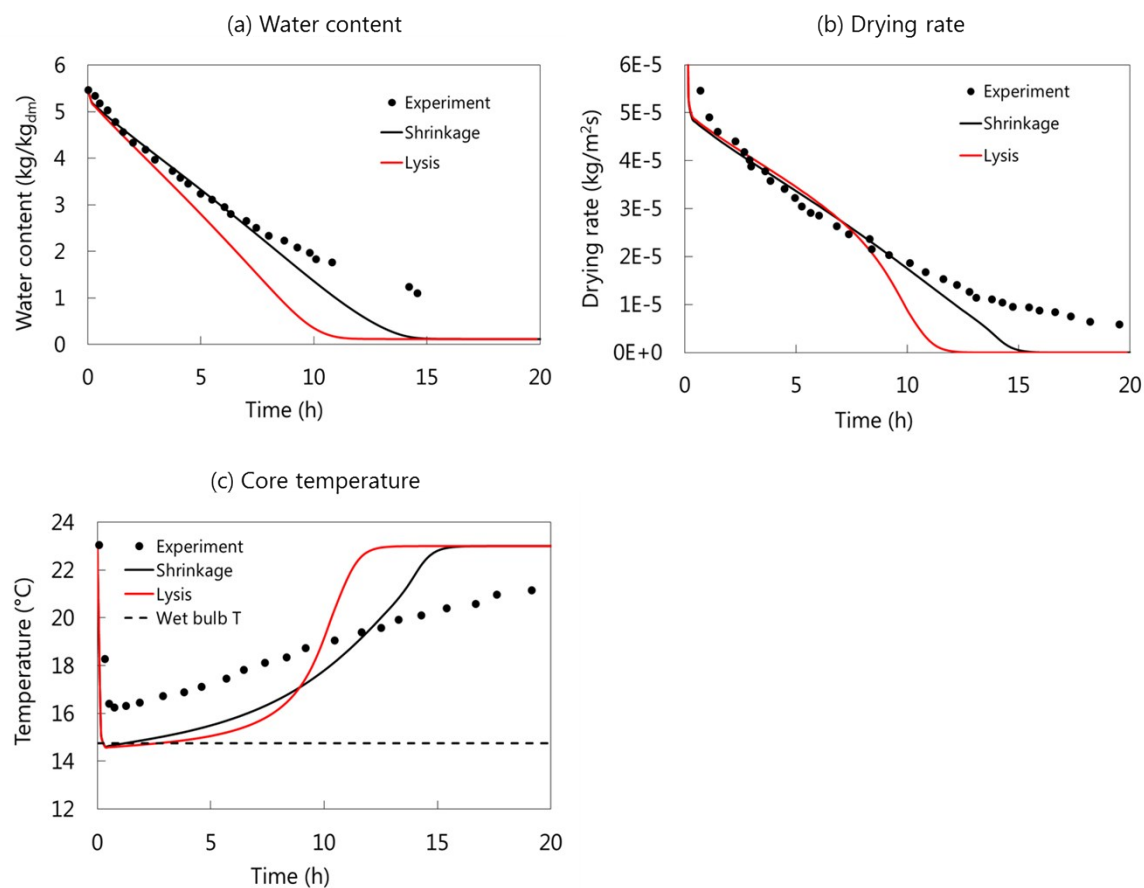 (a) Water content
6
5
4
3
2
1
0
Water content (kg/kgdm)
Experiment
Shrinkage
Lysis
0 5 10 15 20
Time (h)
(b) Drying rate
6E-5
5E-5
4E-5
3E-5
2E-5
1E-5
0E+0
Drying rate (kg/m²s)
Experiment
Shrinkage
Lysis
0 5 10 15 20
Time (h)
(c) Core temperature
24
22
20
18
16
14
12
Temperature (°C)
Experiment
Shrinkage
Lysis
Wet bulb T
0 5 10 15 20
Time (h)